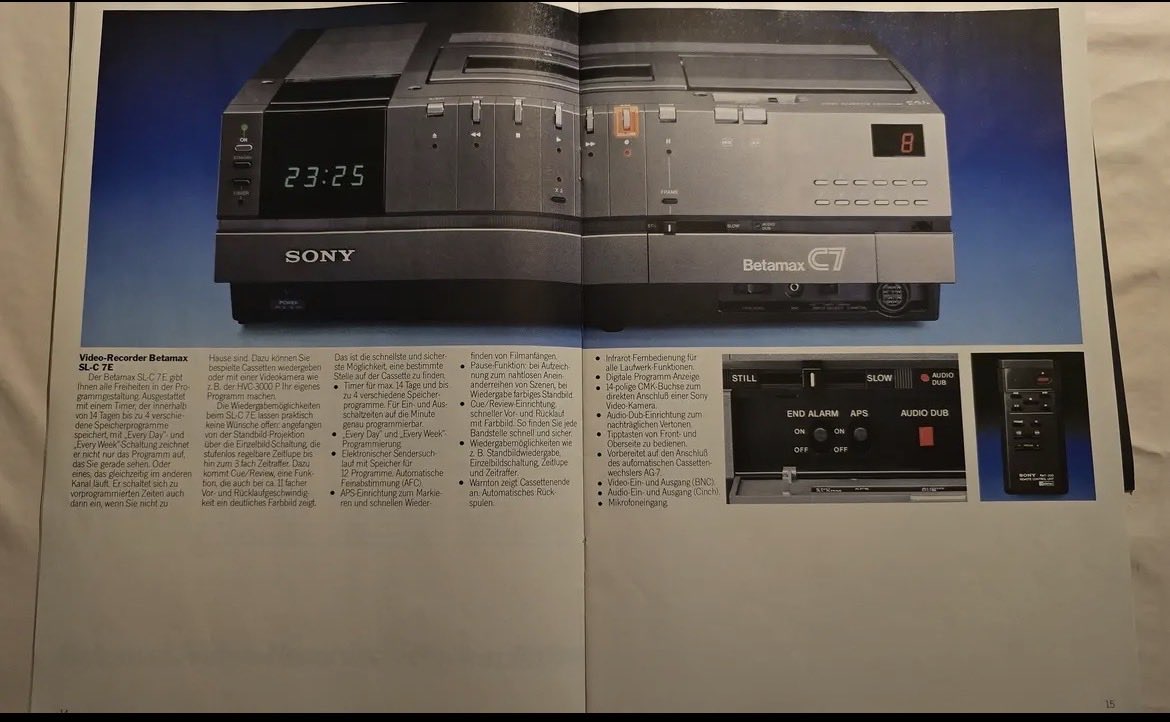 ON
STANDBY
TIMER
23:25
X 2
FRAME
8
STILL
SLOW
AUDIO
DUB
SONY
Betamax C7
POWER
Video-Recorder Betamax
SL-C 7E
Der Betamax SL-C 7E gibt
Ihnen alle Freiheiten in der Pro-
grammgestaltung. Ausgestattet
mit einem Timer, der innerhalb
von 14 Tagen bis zu 4 verschie-
dene Speicherprogramme
speichert, mit „Every Day"- und
„Every Week"-Schaltung zeichnet
er nicht nur das Programm auf,
das Sie gerade sehen. Oder
eines, das gleichzeitig im anderen
Kanal läuft. Er schaltet sich zu
vorprogrammierten Zeiten auch
dann ein, wenn Sie nicht zu
Hause sind. Dazu können Sie
bespielte Cassetten wiedergeben
oder mit einer Videokamera wie
z. B. der HVC-3000 P Ihr eigenes
Programm machen.
Die Wiedergabemöglichkeiten
beim SL-C 7E lassen praktisch
keine Wünsche offen: angefangen
von der Standbild-Projektion
über die Einzelbild-Schaltung, die
stufenlos regelbare Zeitlupe bis
hin zum 3fach Zeitraffer. Dazu
kommt Cue/Review, eine Funk-
tion, die auch bei ca. 11facher
Vor- und Rücklaufgeschwindig-
keit ein deutliches Farbbild zeigt.
Das ist die schnellste und sicher-
ste Möglichkeit, eine bestimmte
Stelle auf der Cassette zu finden.
• Timer für max. 14 Tage und bis
zu 4 verschiedene Speicher-
programme. Für Ein- und Aus-
schaltzeiten auf die Minute
genau programmierbar.
• „Every Day" und „Every Week"
Programmierung.
• Elektronischer Sendersuch-
lauf mit Speicher für
12 Programme. Automatische
Feinabstimmung (AFC).
• APS-Einrichtung zum Markie-
ren und schnellen Wieder-
finden von Filmanfängen.
• Pause-Funktion: bei Aufzeich-
nung zum nahtlosen Anein-
anderreihen von Szenen, bei
Wiedergabe farbiges Standbild.
• Cue/Review-Einrichtung,
schneller Vor- und Rücklauf
mit Farbbild. So finden Sie jede
Bandstelle schnell und sicher.
• Wiedergabemöglichkeiten wie
z. B. Standbildwiedergabe,
Einzelbildschaltung, Zeitlupe
und Zeitraffer.
• Warnton zeigt Cassettenende
an. Automatisches Rück-
spulen.
• Infrarot-Fernbedienung für
alle Laufwerk-Funktionen.
• Digitale Programm-Anzeige.
• 14-polige CMK-Buchse zum
direkten Anschluß einer Sony
Video-Kamera.
• Audio-Dub-Einrichtung zum
nachträglichen Vertonen.
• Tipptasten von Front- und
Oberseite zu bedienen.
• Vorbereitet auf den Anschluß
des automatischen Cassetten-
wechslers AG-7.
• Video-Ein- und Ausgang (BNC).
• Audio-Ein- und Ausgang (Cinch).
• Mikrofoneingang.
STILL
SLOW
AUDIO
DUB
END ALARM
APS
AUDIO DUB
ON
ON
OFF
OFF
SONY
REMOTE CONTROL UNIT
14
15